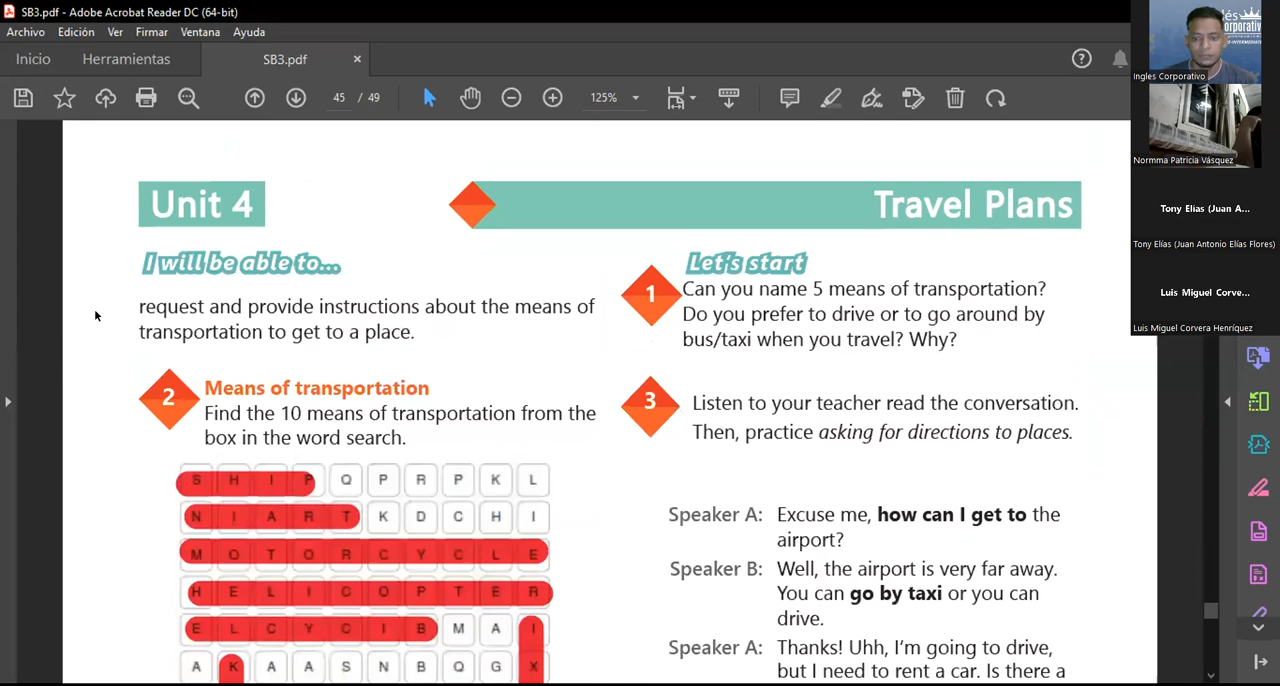 SB3.pdf - Adobe Acrobat Reader DC (64-bit)
Archivo Edición Ver Firmar Ventana Ayuda
Inicio Herramientas SB3.pdf ×
45 / 49 125%
Ingles Corporativo
Normma Patricia Vásquez
Tony Elias (Juan A...
Tony Elías (Juan Antonio Elías Flores)
Luis Miguel Corve...
Luis Miguel Corvera Henríquez
Unit 4
Travel Plans
I will be able to...
request and provide instructions about the means of
transportation to get to a place.
2 Means of transportation
Find the 10 means of transportation from the
box in the word search.
S H I P Q P R P K L
N I A R T K D C H I
M O T O R C Y C L E
H E L I C O P T E R
E L C Y C I B M A I
A K A A S N B Q G X
Let's start
1 Can you name 5 means of transportation?
Do you prefer to drive or to go around by
bus/taxi when you travel? Why?
3 Listen to your teacher read the conversation.
Then, practice asking for directions to places.
Speaker A: Excuse me, how can I get to the
airport?
Speaker B: Well, the airport is very far away.
You can go by taxi or you can
drive.
Speaker A: Thanks! Uhh, I'm going to drive,
but I need to rent a car. Is there a